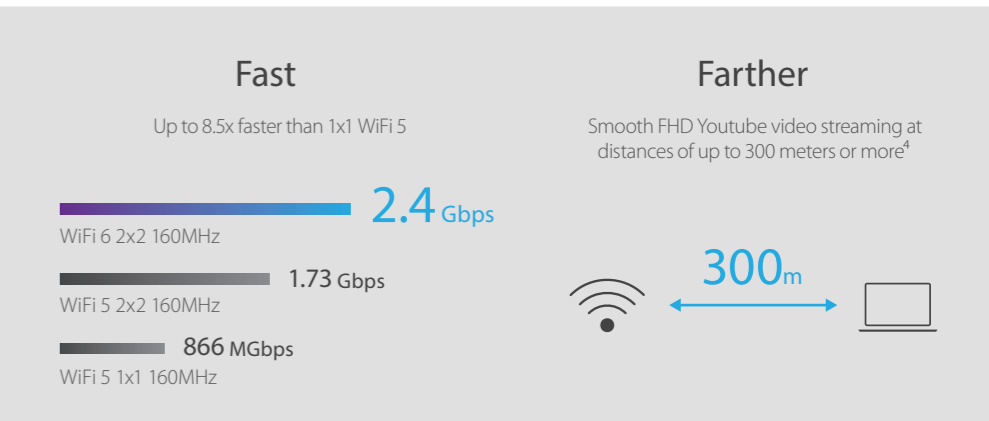 Fast
Up to 8.5x faster than 1x1 WiFi 5
2.4 Gbps
WiFi 6 2x2 160MHz
1.73 Gbps
WiFi 5 2x2 160MHz
866 MGbps
WiFi 5 1x1 160MHz
Farther
Smooth FHD Youtube video streaming at
distances of up to 300 meters or more⁴
300m